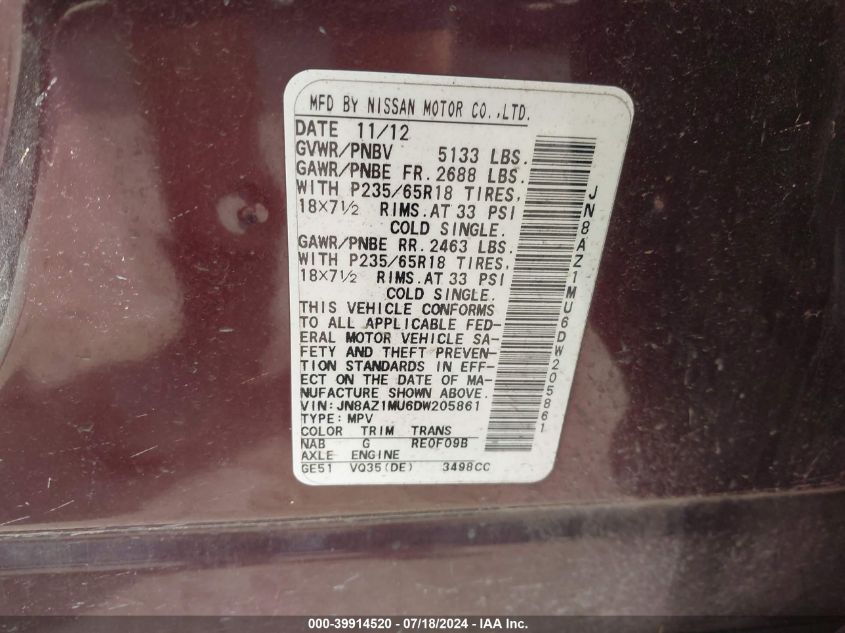 MFD BY NISSAN MOTOR CO.,LTD.
DATE 11/12
GVWR/PNBV 5133 LBS.
GAWR/PNBE FR. 2688 LBS
WITH P235/65R18 TIRES,
18×7½ RIMS.AT 33 PSI
COLD SINGLE.
GAWR/PNBE RR. 2463 LBS.
WITH P235/65R18 TIRES,
18×7½ RIMS.AT 33 PSI
COLD SINGLE.
THIS VEHICLE CONFORMS
TO ALL APPLICABLE FED-
ERAL MOTOR VEHICLE SA-
FETY AND THEFT PREVEN-
TION STANDARDS IN EFF-
ECT ON THE DATE OF MA-
NUFACTURE SHOWN ABOVE.
VIN: JN8AZ1MU6DW205861
TYPE: MPV
COLOR TRIM TRANS
NAB G RE0F09B
AXLE ENGINE
GE51 VQ35(DE) 3498CC
JN8AZ1MU6DW205861
000-39914520 - 07/18/2024 - IAA Inc.